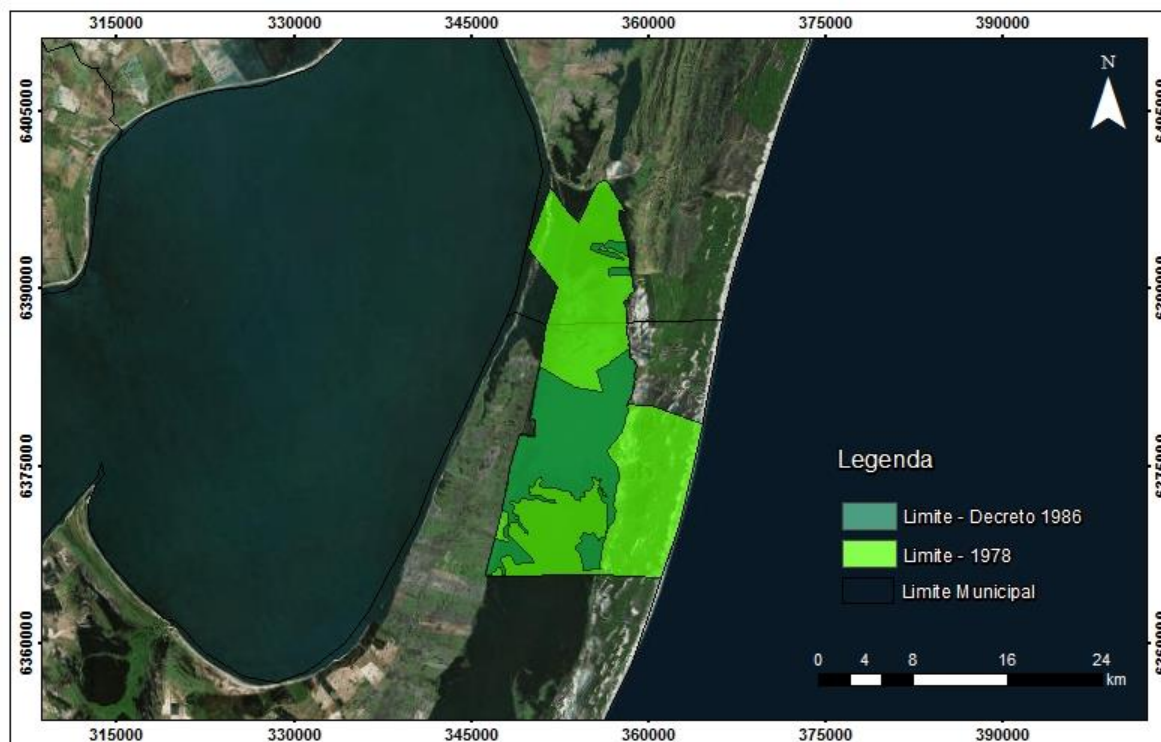 315000 330000 345000 360000 375000 390000
N
6405000 6405000
6390000 6390000
6375000 6375000
6360000 6360000
Legenda
Limite - Decreto 1986
Limite - 1978
Limite Municipal
0 4 8 16 24
km
315000 330000 345000 360000 375000 390000